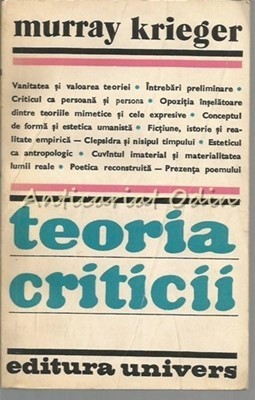 murray krieger
Vanitatea și valoarea teoriei • Întrebări preliminare •
Criticul ca persoană și persona • Opoziția înșelătoare
dintre teoriile mimetice și cele expresive • Conceptul
de formă și estetica umanistă • Ficțiune, istorie și rea-
litate empirică — Clepsidra și nisipul timpului • Esteticul
ca antropologic • Cuvîntul imaterial și materialitatea
lumii reale • Poetica reconstruită — Prezența poemului
Anticariat Odin
teoria
criticii
editura univers